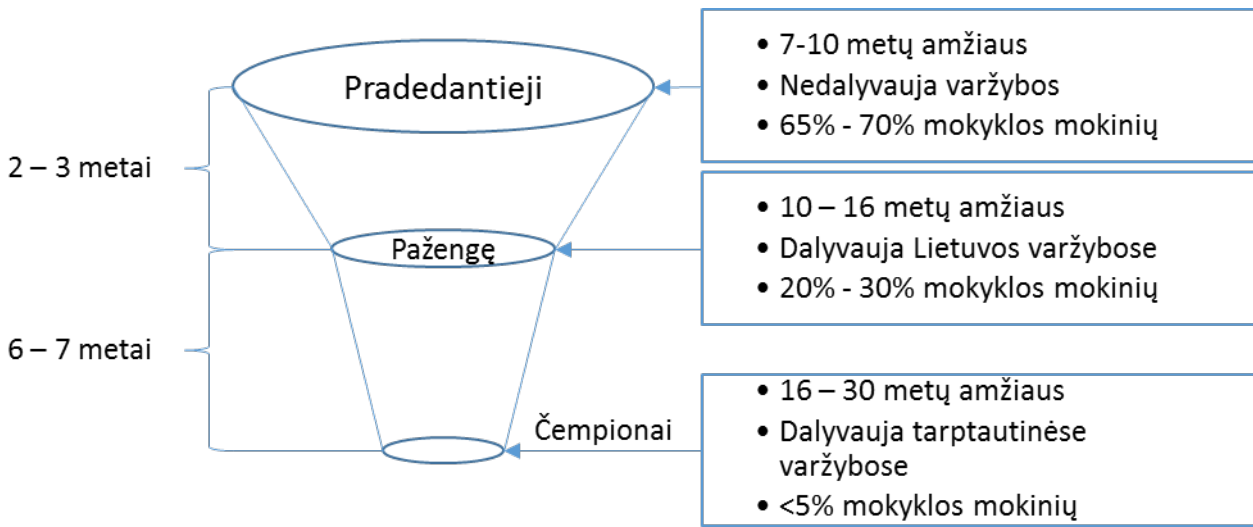 Pradedantieji
• 7-10 metų amžiaus
• Nedalyvauja varžybos
• 65% - 70% mokyklos mokinių
2 – 3 metai
Pažengę
• 10 – 16 metų amžiaus
• Dalyvauja Lietuvos varžybose
• 20% - 30% mokyklos mokinių
6 – 7 metai
Čempionai
• 16 – 30 metų amžiaus
• Dalyvauja tarptautinėse
varžybose
• <5% mokyklos mokinių